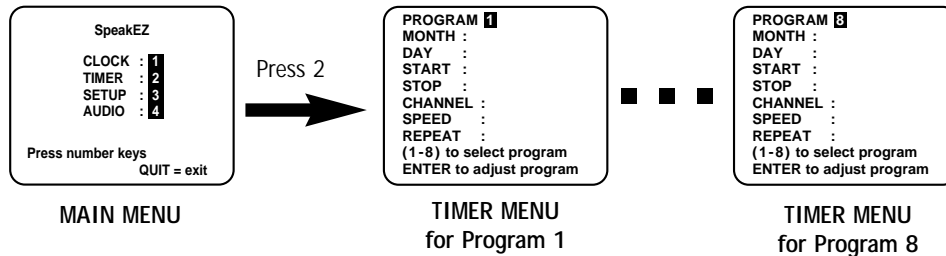 SpeakEZ
CLOCK : 1
TIMER : 2
SETUP : 3
AUDIO : 4
Press number keys
QUIT = exit
MAIN MENU
Press 2
PROGRAM 1
MONTH :
DAY :
START :
STOP :
CHANNEL :
SPEED :
REPEAT :
(1-8) to select program
ENTER to adjust program
TIMER MENU
for Program 1
PROGRAM 8
MONTH :
DAY :
START :
STOP :
CHANNEL :
SPEED :
REPEAT :
(1-8) to select program
ENTER to adjust program
TIMER MENU
for Program 8